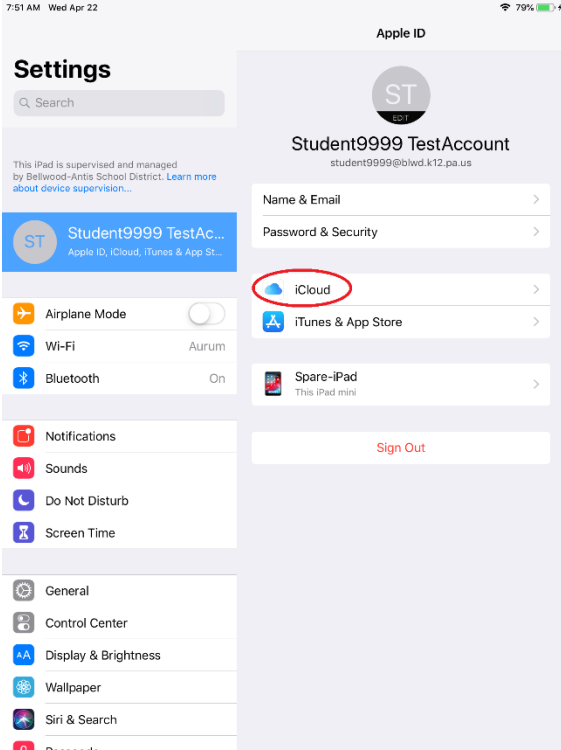 7:51 AM Wed Apr 22
79%
Settings
Search
This iPad is supervised and managed
by Bellwood-Antis School District. Learn more
about device supervision...
ST
Student9999 TestAc...
Apple ID, iCloud, iTunes & App St...
Airplane Mode
Wi-Fi Aurum
Bluetooth On
Notifications
Sounds
Do Not Disturb
Screen Time
General
Control Center
AA Display & Brightness
Wallpaper
Siri & Search
Apple ID
ST
EDIT
Student9999 TestAccount
student9999@blwd.k12.pa.us
Name & Email
Password & Security
iCloud
iTunes & App Store
Spare-iPad
This iPad mini
Sign Out